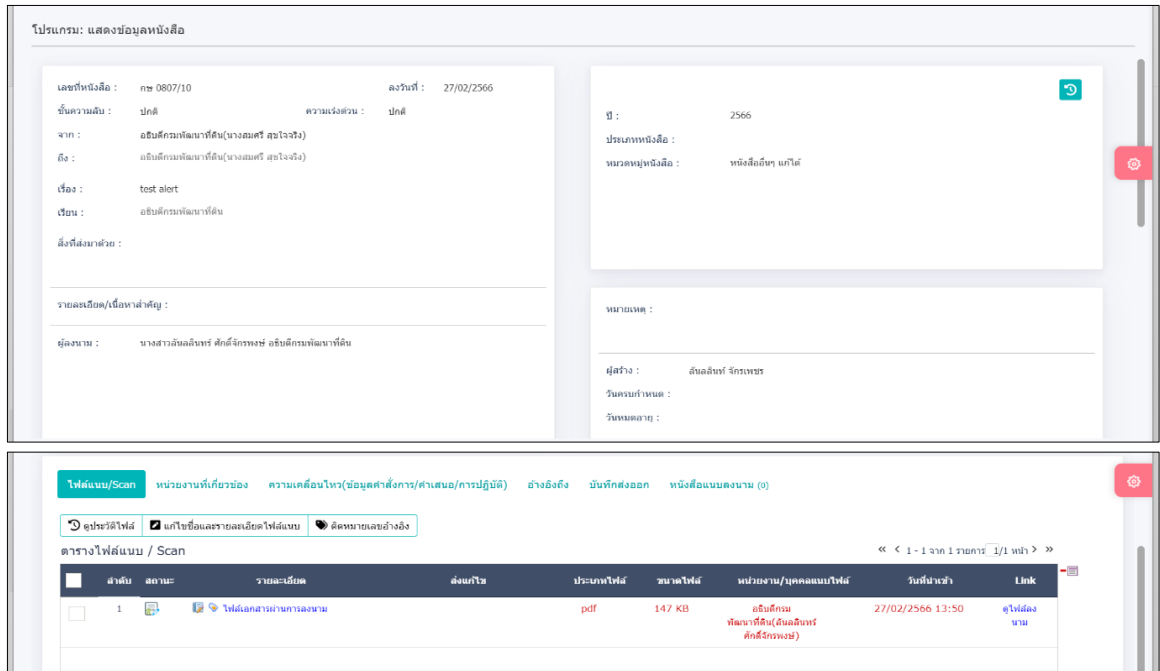 โปรแกรม: แสดงข้อมูลหนังสือ
เลขที่หนังสือ : กษ 0807/10 ลงวันที่ : 27/02/2566
ชั้นความลับ : ปกติ ความเร่งด่วน : ปกติ
จาก : อธิบดีกรมพัฒนาที่ดิน(นางสมศรี สุขใจจริง)
ถึง : อธิบดีกรมพัฒนาที่ดิน(นางสมศรี สุขใจจริง)
เรื่อง : test alert
เรียน : อธิบดีกรมพัฒนาที่ดิน
สิ่งที่ส่งมาด้วย :
รายละเอียด/เนื้อหาสำคัญ :
ผู้ลงนาม : นางสาวลันลลินทร์ ศักดิ์จักรพงษ์ อธิบดีกรมพัฒนาที่ดิน
ปี : 2566
ประเภทหนังสือ :
หมวดหมู่หนังสือ : หนังสืออื่นๆ แก้ได้
หมายเหตุ :
ผู้สร้าง : ลันลลินท์ จักรเพชร
วันครบกำหนด :
วันหมดอายุ :
ไฟล์แนบ/Scan หน่วยงานที่เกี่ยวข้อง ความเคลื่อนไหว(ข้อมูลคำสั่งการ/คำเสนอ/การปฏิบัติ) อ้างอิงถึง บันทึกส่งออก หนังสือแนบลงนาม (0)
ดูประวัติไฟล์ แก้ไขชื่อและรายละเอียดไฟล์แนบ ติดหมายเลขอ้างอิง
ตารางไฟล์แนบ / Scan « < 1 - 1 จาก 1 รายการ 1/1 หน้า > »
ลำดับ สถานะ รายละเอียด ส่งแก้ไข ประเภทไฟล์ ขนาดไฟล์ หน่วยงาน/บุคคลแนบไฟล์ วันที่นำเข้า Link
1 ไฟล์เอกสารผ่านการลงนาม pdf 147 KB อธิบดีกรม 27/02/2566 13:50 ดูไฟล์ลง
พัฒนาที่ดิน(ลันลลินทร์ นาม
ศักดิ์จักรพงษ์)